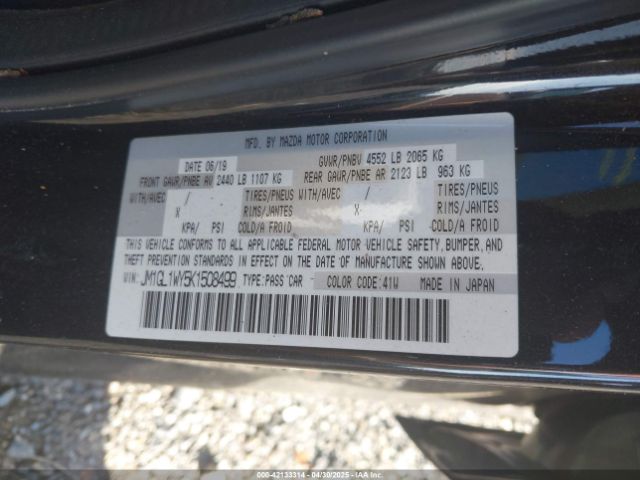 MFD. BY MAZDA MOTOR CORPORATION
DATE 06/19 GVWR/PNBV 4552 LB 2065 KG
FRONT GAWR/PNBE AV 2440 LB 1107 KG REAR GAWR/PNBE AR 2123 LB 963 KG
WITH/AVEC / TIRES/PNEUS WITH/AVEC / TIRES/PNEUS
X RIMS/JANTES X- RIMS/JANTES
KPA/ PSI COLD/A FROID KPA/ PSI COLD/A FROID
THIS VEHICLE CONFORMS TO ALL APPLICABLE FEDERAL MOTOR VEHICLE SAFETY, BUMPER, AND
THEFT PREVENTION STANDARDS IN EFFECT ON THE DATE OF MANUFACTURE SHOWN ABOVE.
VIN: JM1GL1WY5K1508499 TYPE:PASS CAR COLOR CODE:41W MADE IN JAPAN
000-42133314 - 04/30/2025 - COPYRIGHT IAA, LLC.